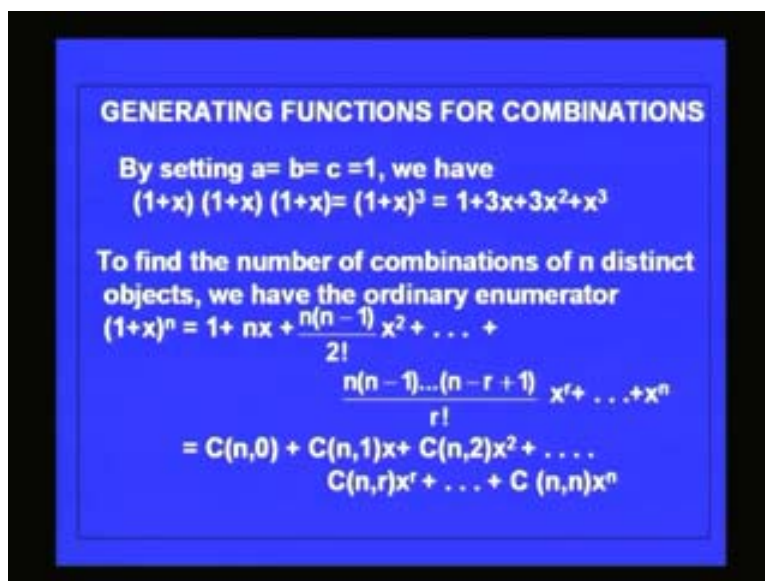 GENERATING FUNCTIONS FOR COMBINATIONS
By setting a= b= c =1, we have
(1+x) (1+x) (1+x)= (1+x)³ = 1+3x+3x²+x³
To find the number of combinations of n distinct
objects, we have the ordinary enumerator
(1+x)ⁿ = 1+ nx + n(n – 1)/2! x² + . . . +
n(n – 1)...(n – r + 1)/r! xʳ+ . . .+xⁿ
= C(n,0) + C(n,1)x+ C(n,2)x² + . . . .
C(n,r)xʳ + . . . + C (n,n)xⁿ